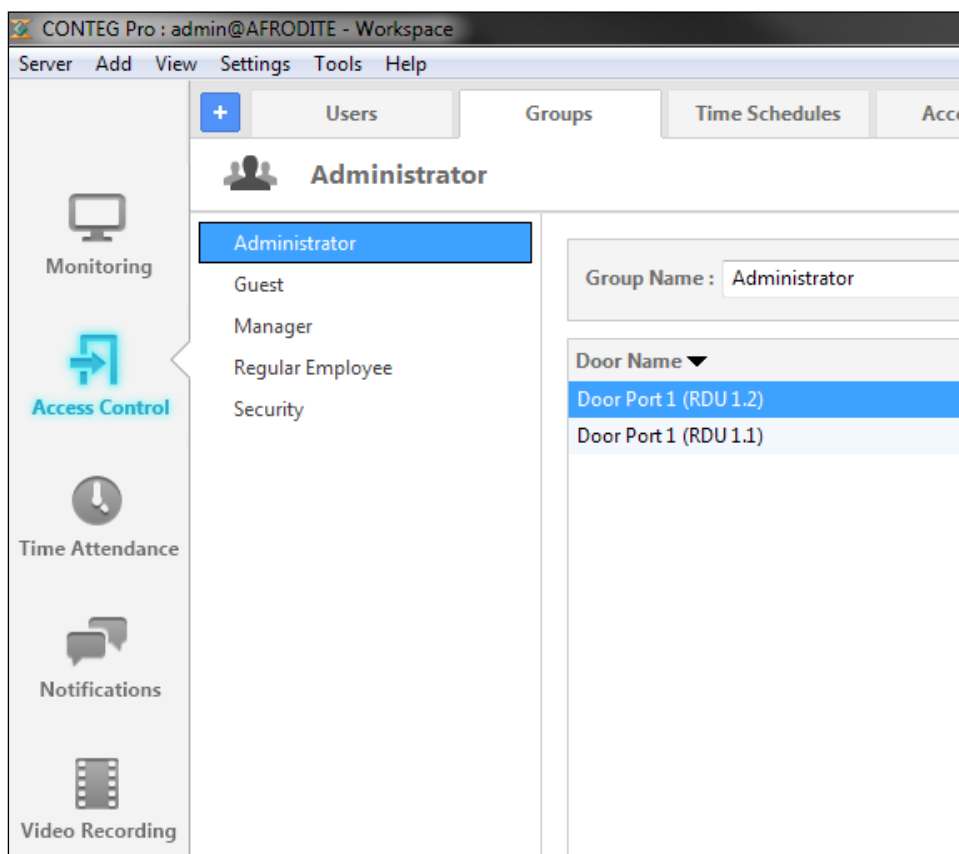 CONTEG Pro : admin@AFRODITE - Workspace
Server Add View Settings Tools Help
+ Users Groups Time Schedules Acc
Administrator
Monitoring
Access Control
Time Attendance
Notifications
Video Recording
Administrator
Guest
Manager
Regular Employee
Security
Group Name : Administrator
Door Name
Door Port 1 (RDU 1.2)
Door Port 1 (RDU 1.1)